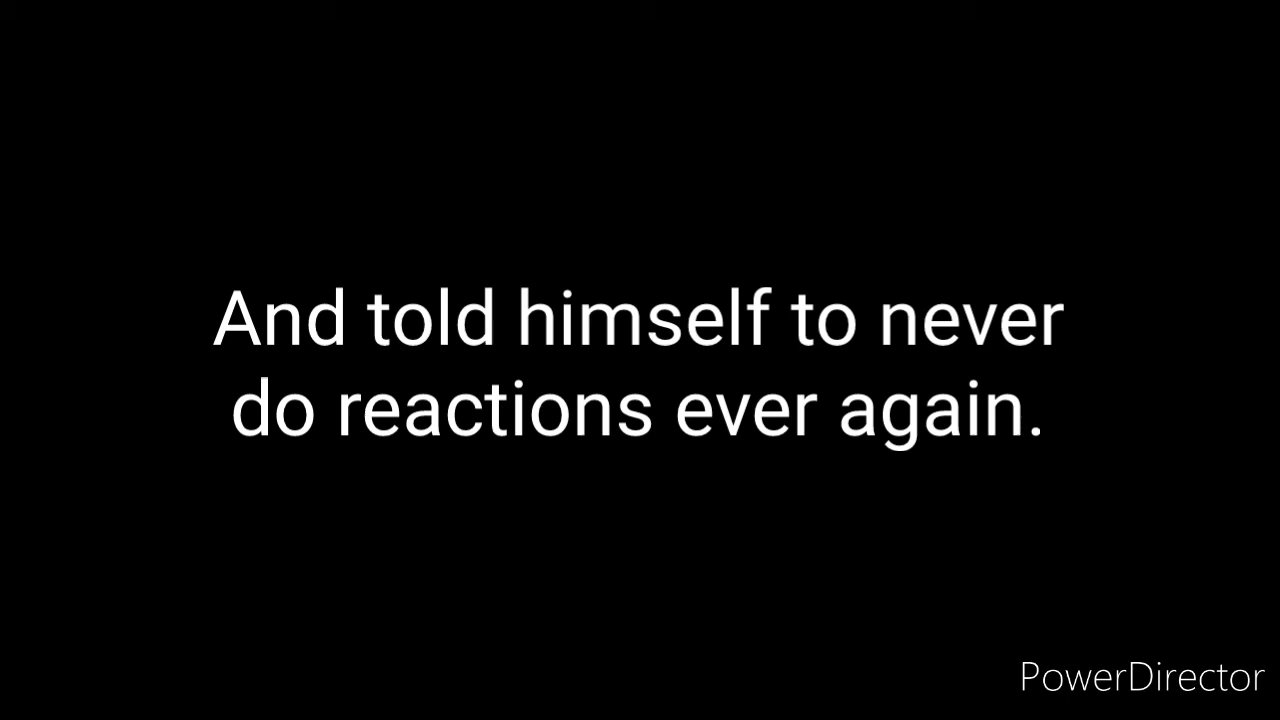 And told himself to never
do reactions ever again.
PowerDirector